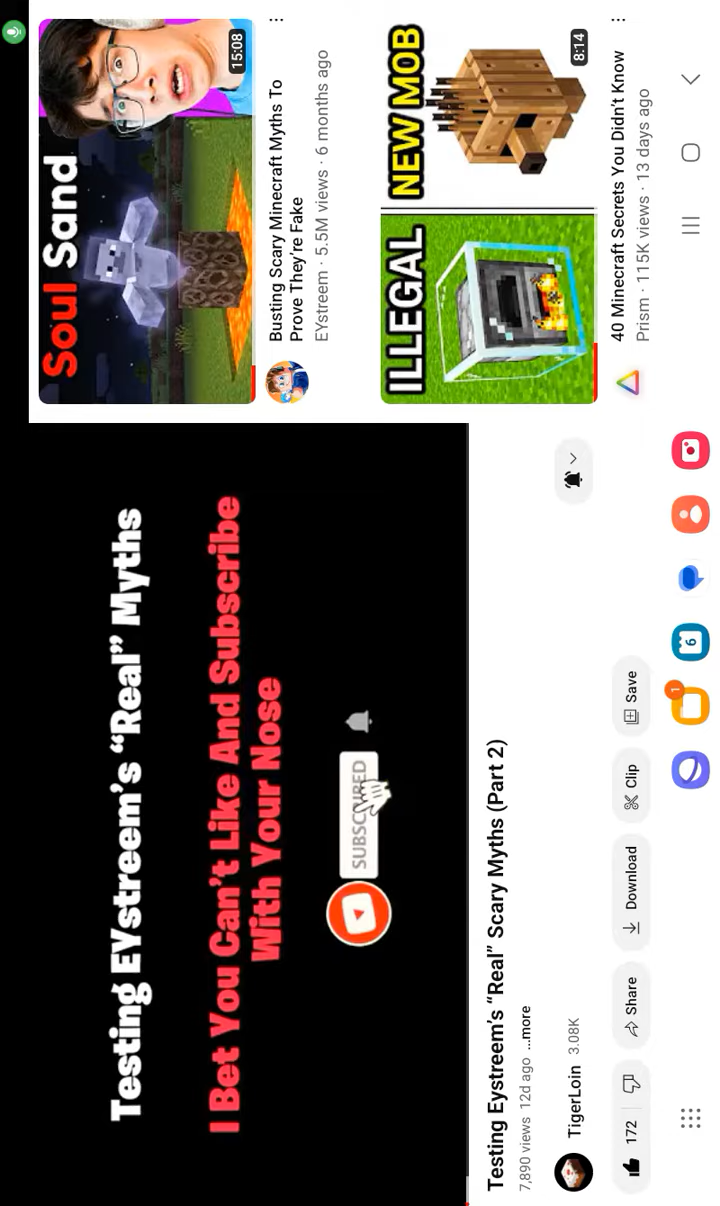 Testing EYstreem's “Real” Myths
I Bet You Can't Like And Subscribe
With Your Nose
SUBSCRIBED
Testing Eystreem's “Real” Scary Myths (Part 2)
7,890 views 12d ago ...more
TigerLoin 3.08K
172
Share
Download
Clip
Save
Soul Sand
15:08
Busting Scary Minecraft Myths To
Prove They're Fake
EYstreem · 5.5M views · 6 months ago
ILLEGAL
NEW MOB
8:14
40 Minecraft Secrets You Didn't Know
Prism · 115K views · 13 days ago
6
1